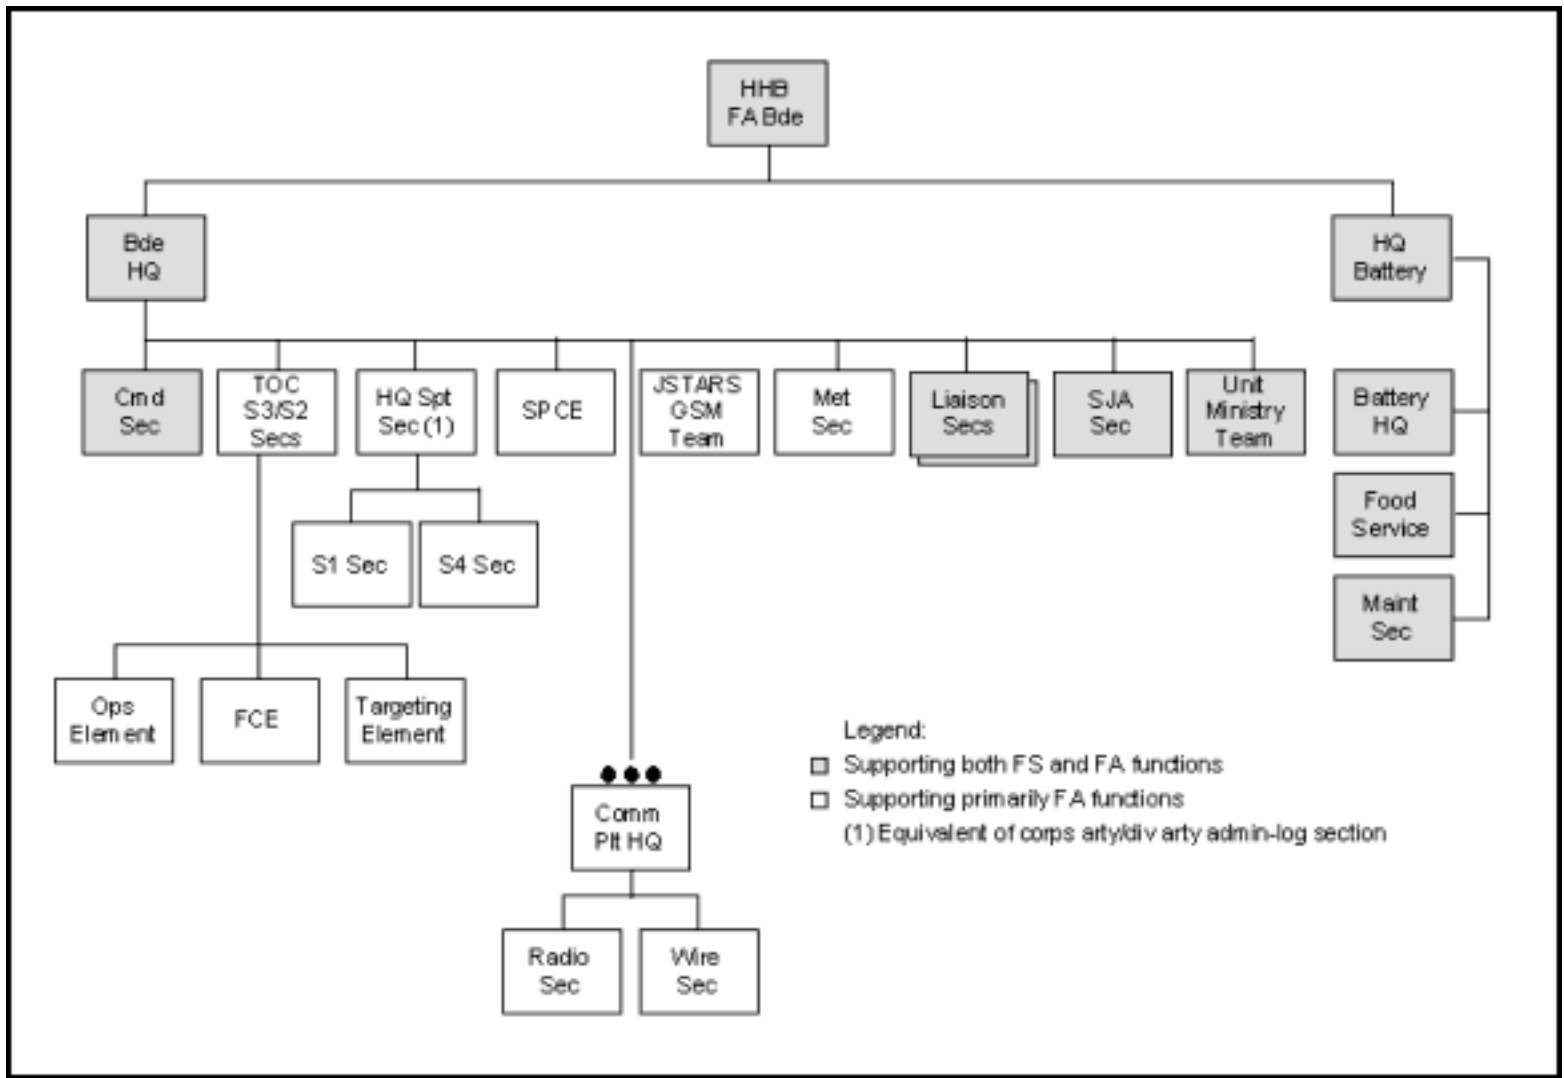 HHB
FA Bde
Bde
HQ
HQ
Battery
Cmd
Sec
TOC
S3/S2
Secs
HQ Spt
Sec (1)
SPCE
JSTARS
GSM
Team
Met
Sec
Liaison
Secs
SJA
Sec
Unit
Ministry
Team
Battery
HQ
Food
Service
Maint
Sec
S1 Sec
S4 Sec
Ops
Element
FCE
Targeting
Element
Comm
Plt HQ
Radio
Sec
Wire
Sec
Legend:
Supporting both FS and FA functions
Supporting primarily FA functions
(1) Equivalent of corps arty/div arty admin-log section